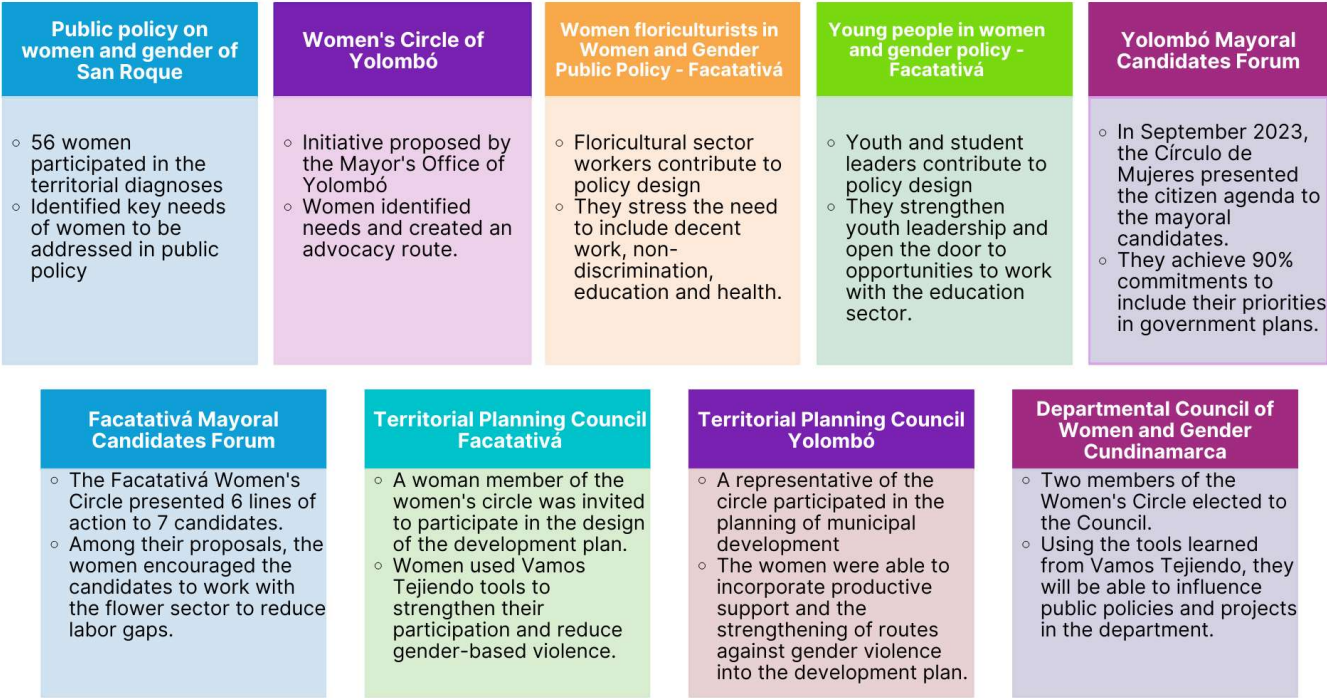 Public policy on
women and gender of
San Roque
◦ 56 women
participated in the
territorial diagnoses
◦ Identified key needs
of women to be
addressed in public
policy
Women's Circle of
Yolombó
◦ Initiative proposed by
the Mayor's Office of
Yolombó
◦ Women identified
needs and created an
advocacy route.
Women floriculturists in
Women and Gender
Public Policy - Facatativá
◦ Floricultural sector
workers contribute to
policy design
◦ They stress the need
to include decent
work, non-
discrimination,
education and health.
Young people in women
and gender policy -
Facatativá
◦ Youth and student
leaders contribute to
policy design
◦ They strengthen
youth leadership and
open the door to
opportunities to work
with the education
sector.
Yolombó Mayoral
Candidates Forum
◦ In September 2023,
the Círculo de
Mujeres presented
the citizen agenda to
the mayoral
candidates.
◦ They achieve 90%
commitments to
include their priorities
in government plans.
Facatativá Mayoral
Candidates Forum
◦ The Facatativá Women's
Circle presented 6 lines of
action to 7 candidates.
◦ Among their proposals, the
women encouraged the
candidates to work with
the flower sector to reduce
labor gaps.
Territorial Planning Council
Facatativá
◦ A woman member of the
women's circle was invited
to participate in the design
of the development plan.
◦ Women used Vamos
Tejiendo tools to
strengthen their
participation and reduce
gender-based violence.
Territorial Planning Council
Yolombó
◦ A representative of the
circle participated in the
planning of municipal
development
◦ The women were able to
incorporate productive
support and the
strengthening of routes
against gender violence
into the development plan.
Departmental Council of
Women and Gender
Cundinamarca
◦ Two members of the
Women's Circle elected to
the Council.
◦ Using the tools learned
from Vamos Tejiendo, they
will be able to influence
public policies and projects
in the department.